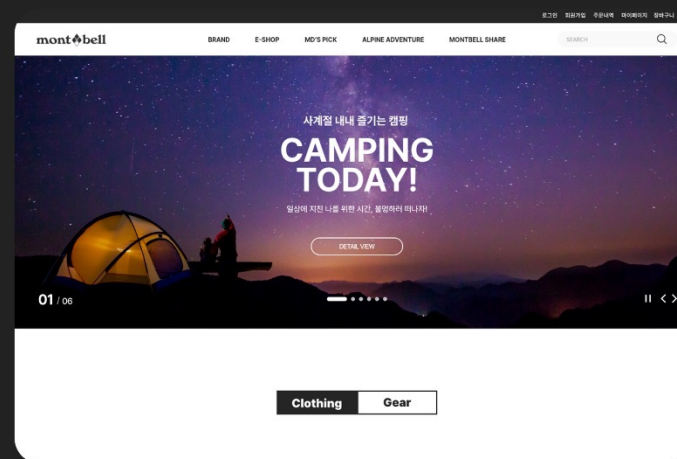 로그인 회원가입 주문내역 마이페이지 장바구니
mont bell
BRAND E-SHOP MD'S PICK ALPINE ADVENTURE MONTBELL SHARE SEARCH
사계절 내내 즐기는 캠핑
CAMPING
TODAY!
일상에 지친 나를 위한 시간, 불멍하러 떠나자!
DETAIL VIEW
01 / 06
Clothing Gear